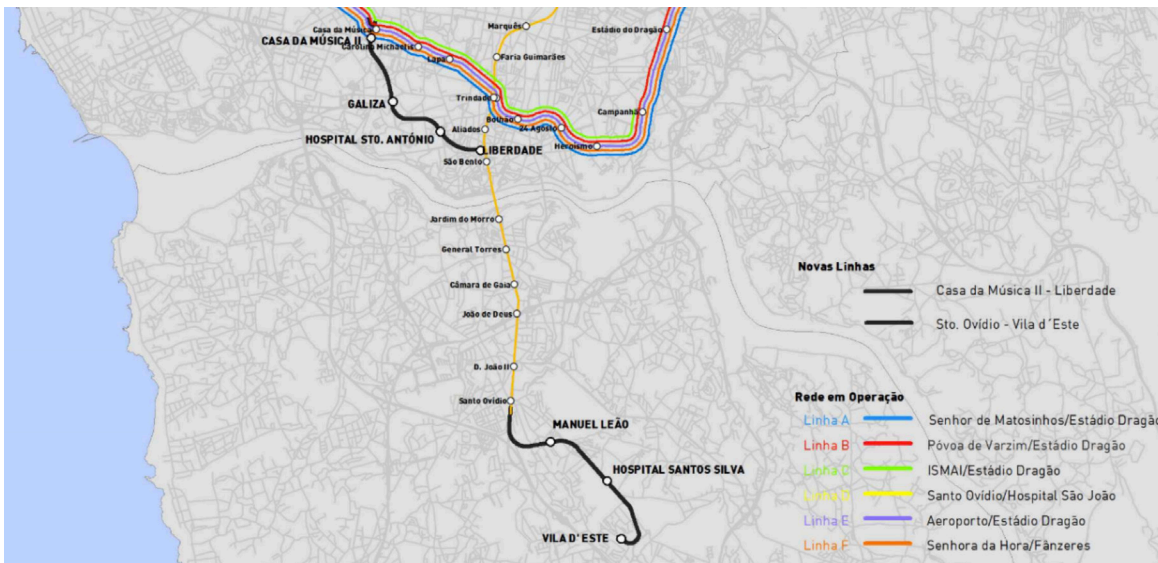 Marquês
Casa da Música
CASA DA MÚSICA II
Estádio do Dragão
Carolina Michaelis
Lapa
Faria Guimarães
Trindade
GALIZA
Campanhã
Bolhão
24 Agosto
Aliados
HOSPITAL STO. ANTÓNIO
Heroísmo
LIBERDADE
São Bento
Jardim do Morro
General Torres
Câmara de Gaia
João de Deus
D. João II
Santo Ovídio
MANUEL LEÃO
HOSPITAL SANTOS SILVA
VILA D' ESTE
Novas Linhas
Casa da Música II - Liberdade
Sto. Ovídio - Vila d´Este
Rede em Operação
Linha A Senhor de Matosinhos/Estádio Dragão
Linha B Póvoa de Varzim/Estádio Dragão
Linha C ISMAI/Estádio Dragão
Linha D Santo Ovídio/Hospital São João
Linha E Aeroporto/Estádio Dragão
Linha F Senhora da Hora/Fânzeres